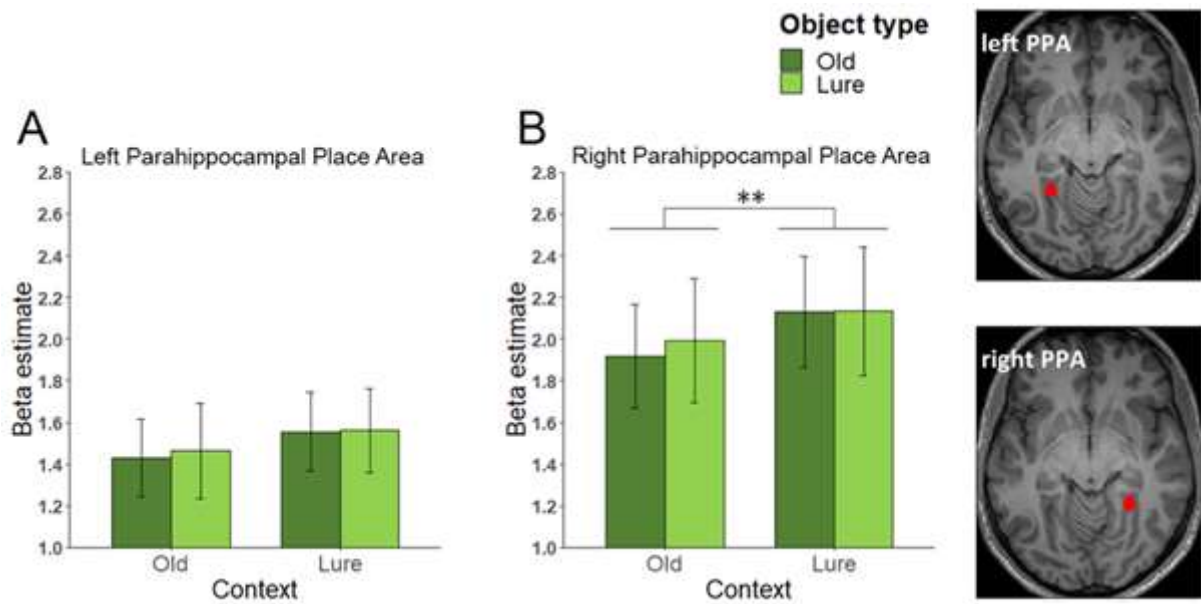 Object type
Old
Lure
left PPA
A
Left Parahippocampal Place Area
2.8
2.6
2.4
2.2
2.0
1.8
1.6
1.4
1.2
1.0
Beta estimate
Old
Lure
Context
B
Right Parahippocampal Place Area
**
2.8
2.6
2.4
2.2
2.0
1.8
1.6
1.4
1.2
1.0
Beta estimate
Old
Lure
Context
right PPA